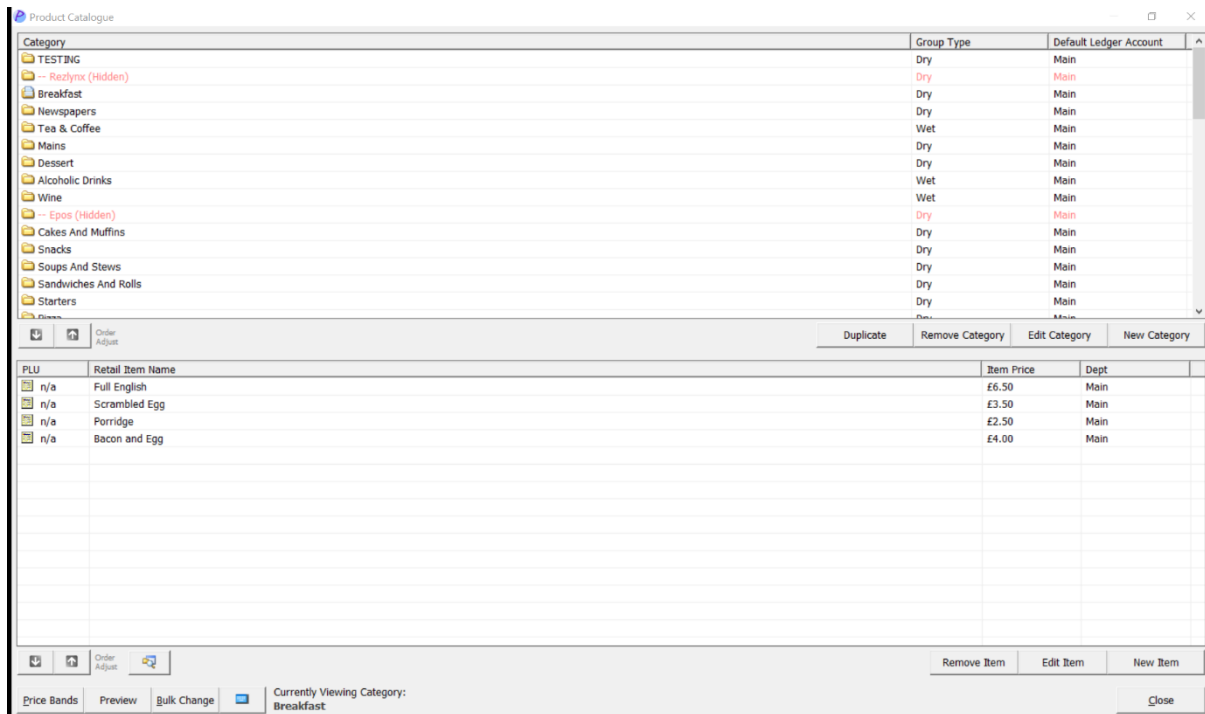 Product Catalogue
Category Group Type Default Ledger Account
TESTING Dry Main
-- Rezlynx (Hidden) Dry Main
Breakfast Dry Main
Newspapers Dry Main
Tea & Coffee Wet Main
Mains Dry Main
Dessert Dry Main
Alcoholic Drinks Wet Main
Wine Wet Main
-- Epos (Hidden) Dry Main
Cakes And Muffins Dry Main
Snacks Dry Main
Soups And Stews Dry Main
Sandwiches And Rolls Dry Main
Starters Dry Main
Pizza Dry Main
Order Adjust Duplicate Remove Category Edit Category New Category
PLU Retail Item Name Item Price Dept
n/a Full English £6.50 Main
n/a Scrambled Egg £3.50 Main
n/a Porridge £2.50 Main
n/a Bacon and Egg £4.00 Main
Order Adjust Remove Item Edit Item New Item
Price Bands Preview Bulk Change Currently Viewing Category: Close
Breakfast